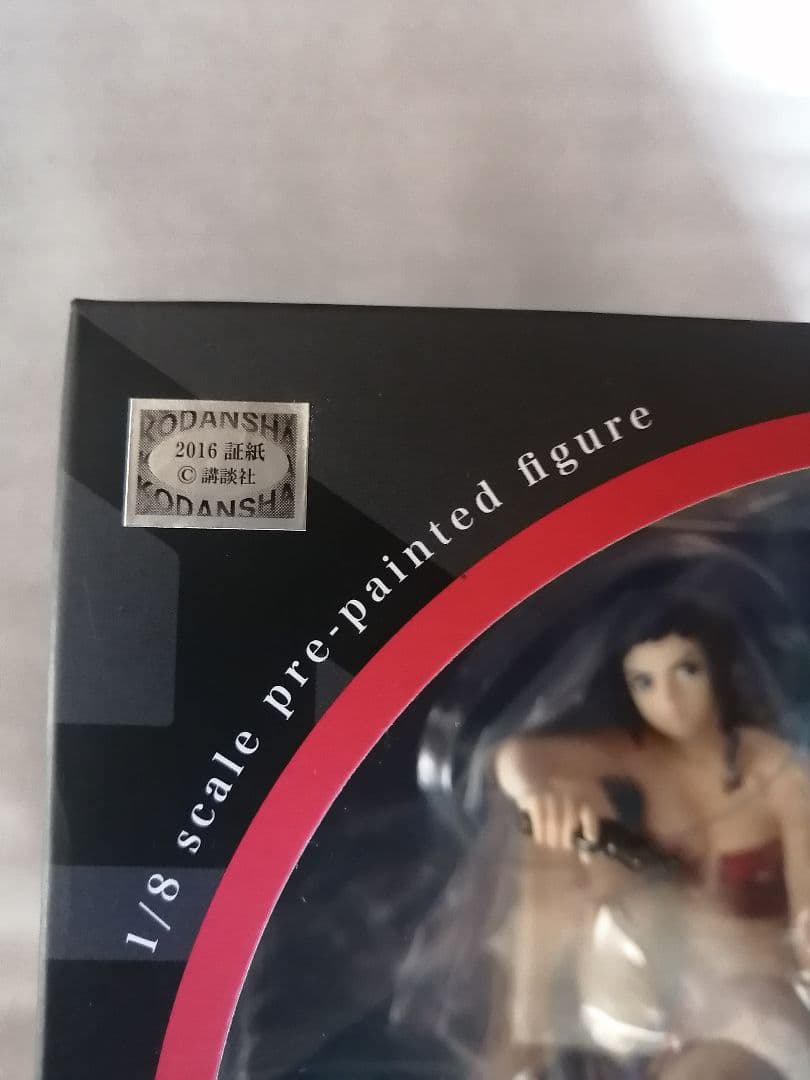 KODANSHA
2016 証紙
© 講談社
KODANSHA
1/8 scale pre-painted figure